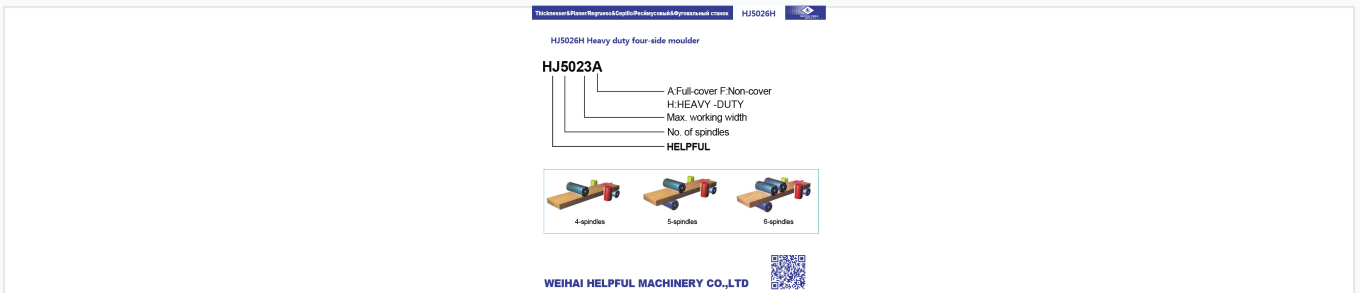 Thicknesser&Planer/Regrueso&Cepillo/Рейсмусовый&Фуговальный станок HJ5026H
HJ5026H Heavy duty four-side moulder
HJ5023A
A:Full-cover F:Non-cover
H:HEAVY -DUTY
Max. working width
No. of spindles
HELPFUL
4-spindles 5-spindles 6-spindles
WEIHAI HELPFUL MACHINERY CO.,LTD